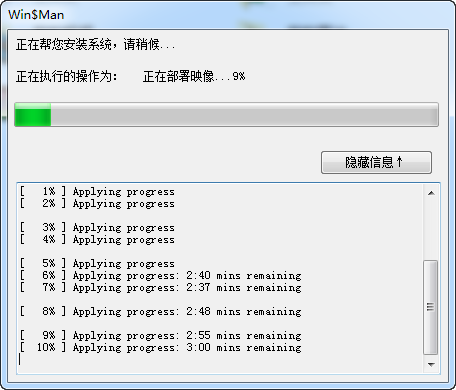 Win$Man
正在帮您安装系统，请稍候...
正在执行的操作为： 正在部署映像...9%
隐藏信息↑
[ 1% ] Applying progress
[ 2% ] Applying progress
[ 3% ] Applying progress
[ 4% ] Applying progress
[ 5% ] Applying progress
[ 6% ] Applying progress: 2:40 mins remaining
[ 7% ] Applying progress: 2:37 mins remaining
[ 8% ] Applying progress: 2:48 mins remaining
[ 9% ] Applying progress: 2:55 mins remaining
[ 10% ] Applying progress: 3:00 mins remaining